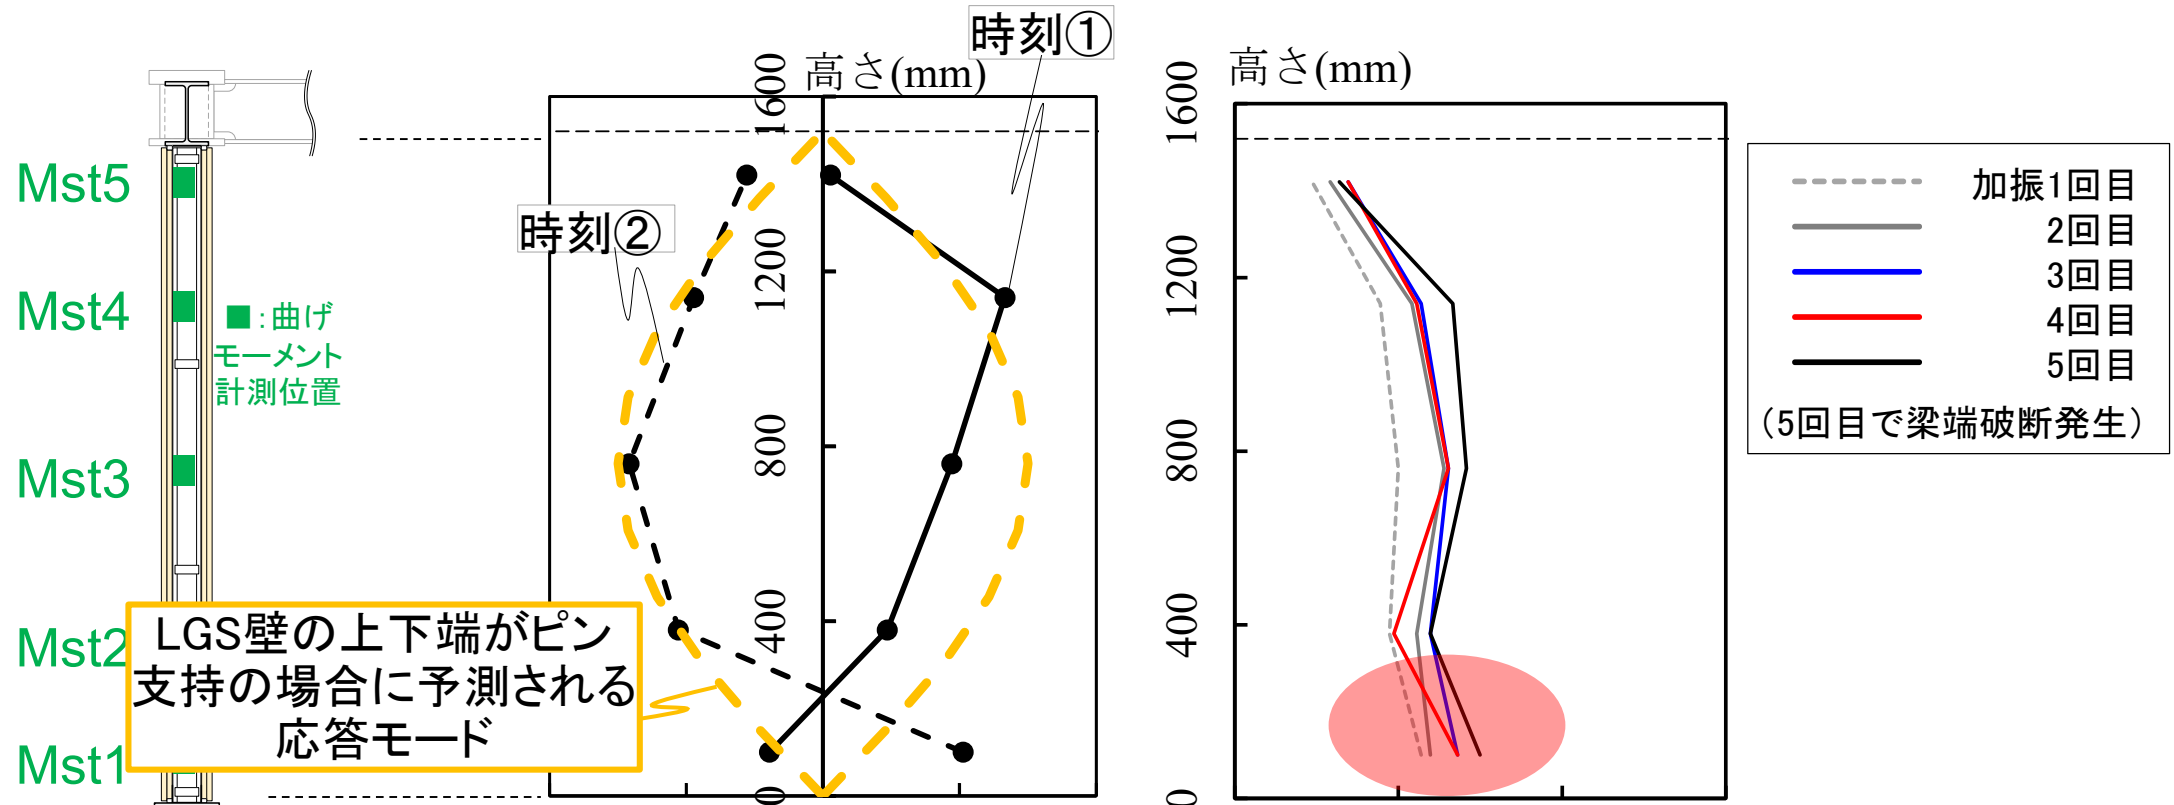 Mst5
Mst4
Mst3
Mst2
Mst1
■:曲げ
モーメント
計測位置
時刻①
時刻②
高さ(mm)
1600
1200
800
400
0
LGS壁の上下端がピン
支持の場合に予測される
応答モード
高さ(mm)
1600
1200
800
400
0
加振1回目
2回目
3回目
4回目
5回目
(5回目で梁端破断発生)